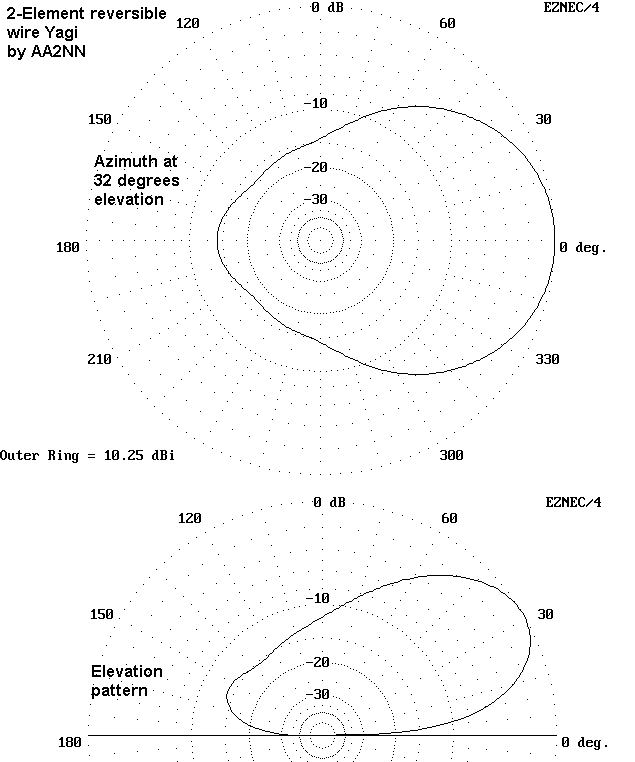 2-Element reversible
wire Yagi
by AA2NN
0 dB
EZNEC/4
120
60
-10
150
30
Azimuth at
32 degrees
elevation
-20
-30
180
0 deg.
210
330
Outer Ring = 10.25 dBi
300
0 dB
EZNEC/4
120
60
-10
150
30
Elevation
pattern
-20
-30
180
0 deg.